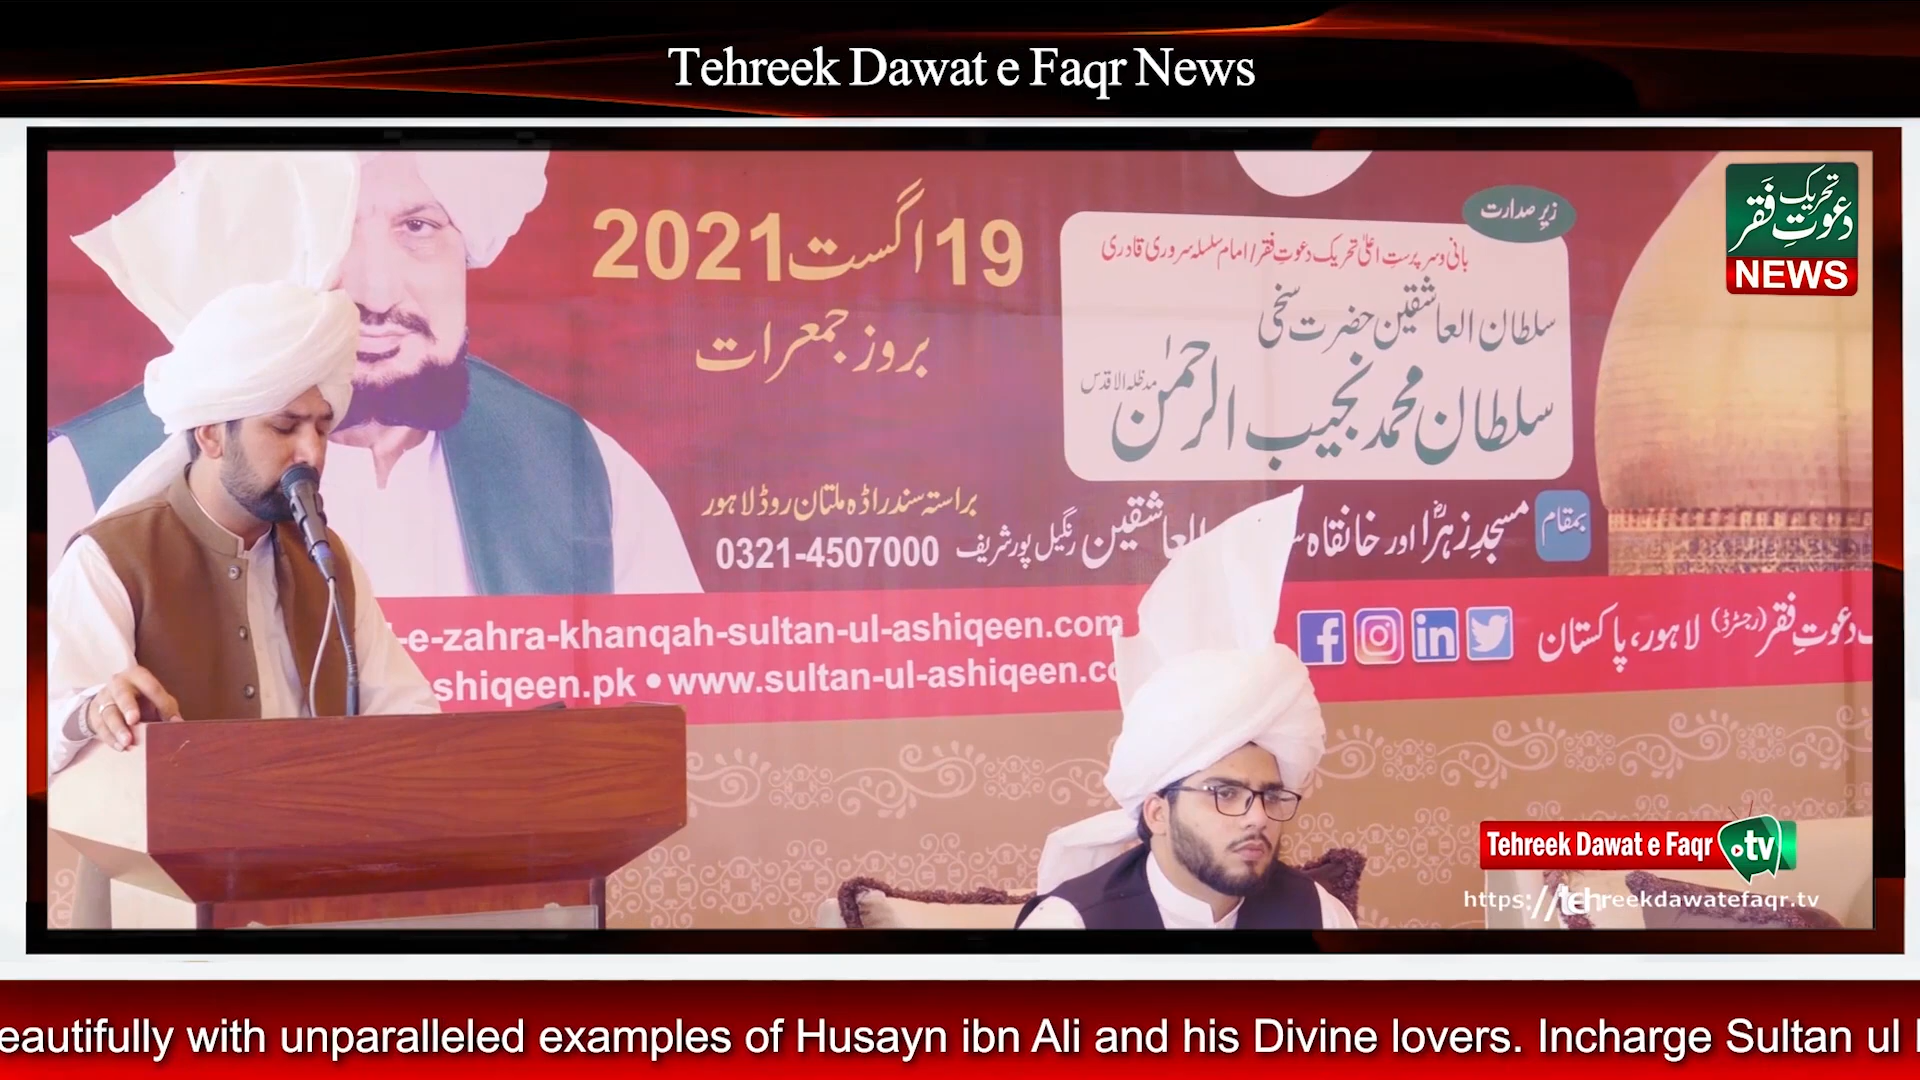 Tehreek Dawat e Faqr News
تحریک
دعوتِ فقر
NEWS
19 اگست 2021
بروز جمعرات
زیر صدارت
بانی و سرپرستِ اعلیٰ تحریک دعوتِ فقر/امام سلسلہ سروری قادری
سلطان العاشقین حضرت سخی
سلطان محمد نجیب الرحمٰن مدظلہ الاقدس
بمقام
مسجدِ زہراؓ اور خانقاہ العاشقین رنگیل پور شریف
براستہ سندر اڈہ ملتان روڈ لاہور
0321-4507000
-e-zahra-khanqah-sultan-ul-ashiqeen.com
shiqeen.pk • www.sultan-ul-ashiqeen.co
دعوتِ فقر (رجسٹرڈ) لاہور، پاکستان
Tehreek Dawat e Faqr tv
https://tehreekdawatefaqr.tv
eautifully with unparalleled examples of Husayn ibn Ali and his Divine lovers. Incharge Sultan ul